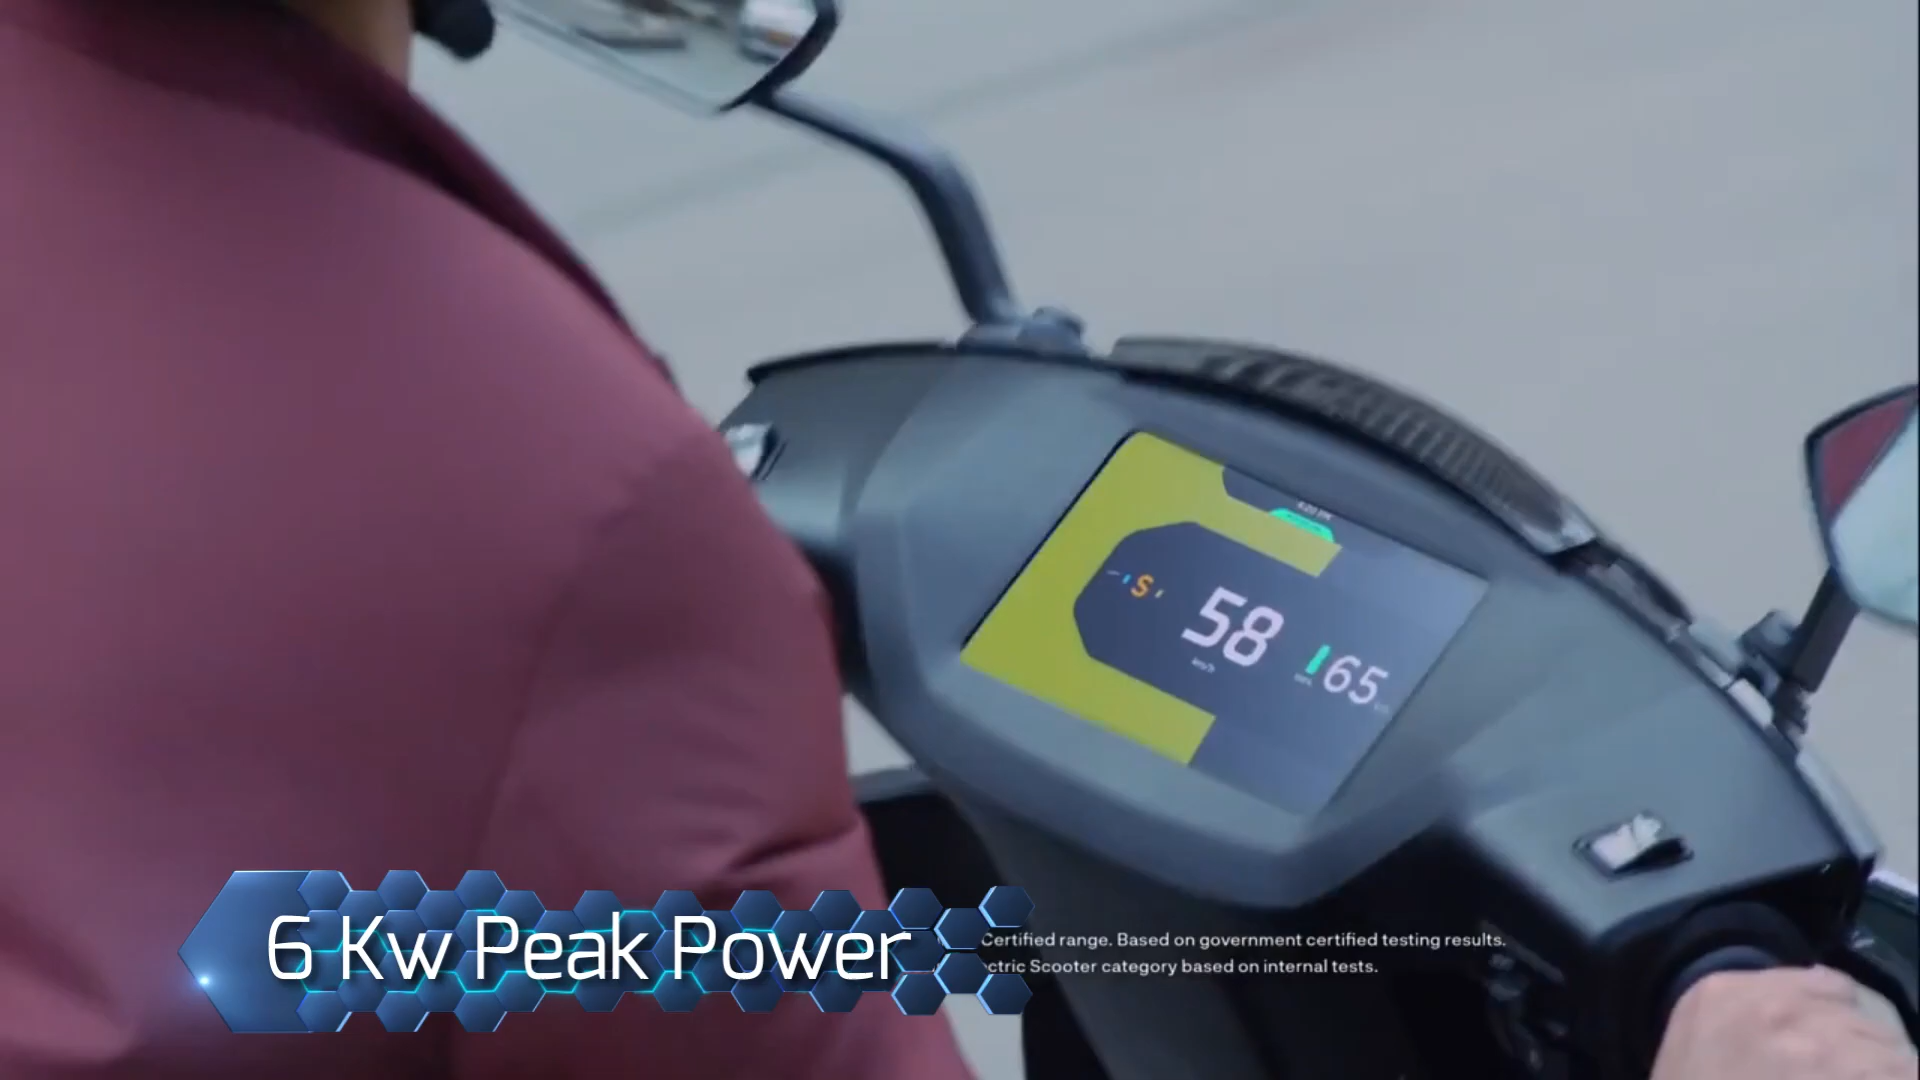 S
58
km/h
65
6 Kw Peak Power
Certified range. Based on government certified testing results.
Scooter category based on internal tests.